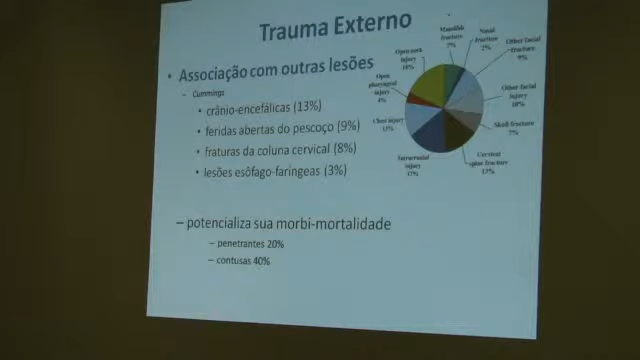 Trauma Externo
• Associação com outras lesões
– Cummings
• crânio-encefálicas (13%)
• feridas abertas do pescoço (9%)
• fraturas da coluna cervical (8%)
• lesões esôfago-faríngeas (3%)
– potencializa sua morbi-mortalidade
– penetrantes 20%
– contusas 40%
Mandible
fracture
7%
Nasal
fracture
2%
Other facial
fracture
9%
Other facial
injury
10%
Skull fracture
7%
Cervical
spine fracture
13%
Intracranial
injury
17%
Chest injury
13%
Open
pharyngeal
injury
4%
Open neck
injury
18%